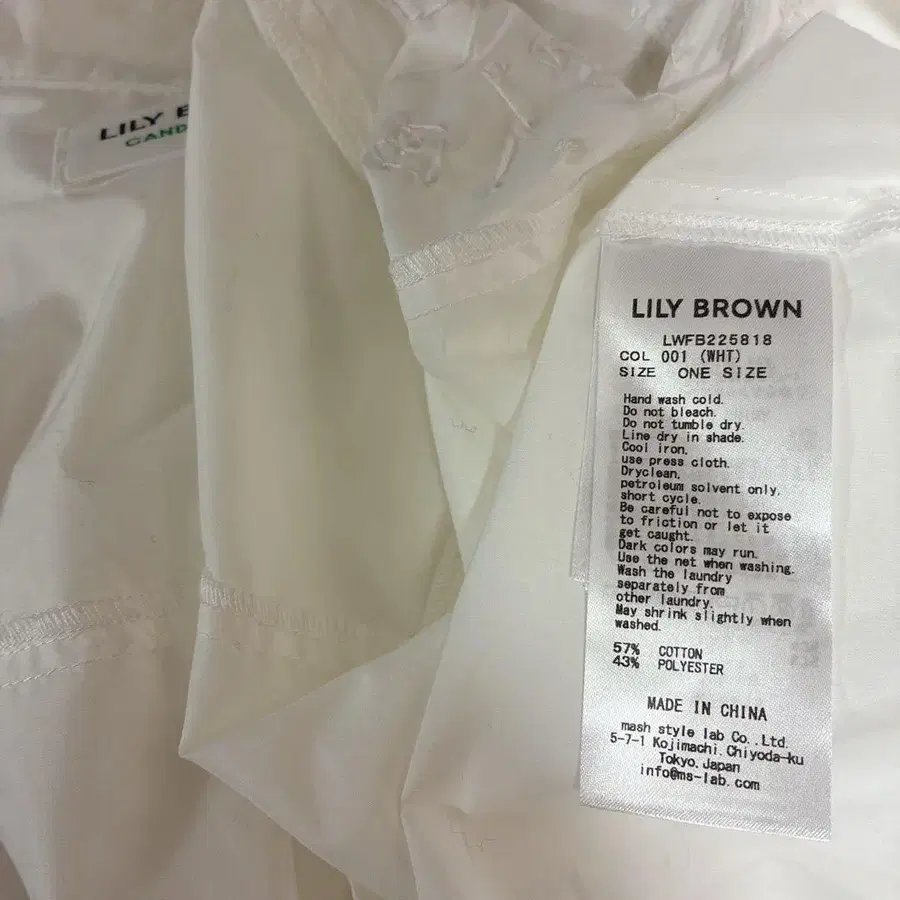 LILY
LILY BROWN
LWFB225818
COL 001 (WHT)
SIZE ONE SIZE
Hand wash cold.
Do not bleach.
Do not tumble dry.
Line dry in shade.
Cool iron.
use press cloth.
Dryclean.
petroleum solvent only.
short cycle.
Be careful not to expose
to friction or let it
get caught.
Dark colors may run.
Use the net when washing.
Wash the laundry
separately from
other laundry.
May shrink slightly when
washed.
57% COTTON
43% POLYESTER
MADE IN CHINA
mash style lab Co.,Ltd.
5-7-1 Kojimachi.Chiyoda-ku
Tokyo.Japan
info@ms-lab.com